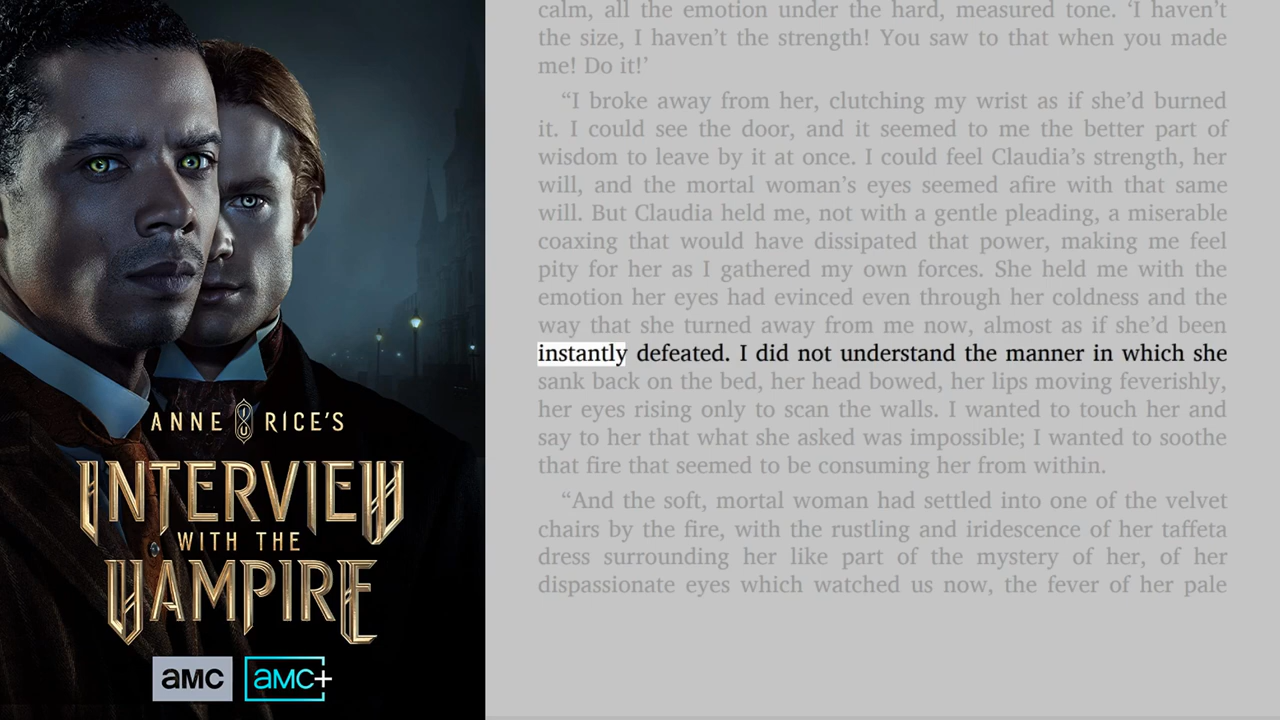 ANNE RICE'S
INTERVIEW
WITH THE
VAMPIRE
amc
amc+
calm, all the emotion under the hard, measured tone. ‘I haven’t
the size, I haven’t the strength! You saw to that when you made
me! Do it!’
“I broke away from her, clutching my wrist as if she’d burned
it. I could see the door, and it seemed to me the better part of
wisdom to leave by it at once. I could feel Claudia’s strength, her
will, and the mortal woman’s eyes seemed afire with that same
will. But Claudia held me, not with a gentle pleading, a miserable
coaxing that would have dissipated that power, making me feel
pity for her as I gathered my own forces. She held me with the
emotion her eyes had evinced even through her coldness and the
way that she turned away from me now, almost as if she’d been
instantly defeated. I did not understand the manner in which she
sank back on the bed, her head bowed, her lips moving feverishly,
her eyes rising only to scan the walls. I wanted to touch her and
say to her that what she asked was impossible; I wanted to soothe
that fire that seemed to be consuming her from within.
“And the soft, mortal woman had settled into one of the velvet
chairs by the fire, with the rustling and iridescence of her taffeta
dress surrounding her like part of the mystery of her, of her
dispassionate eyes which watched us now, the fever of her pale